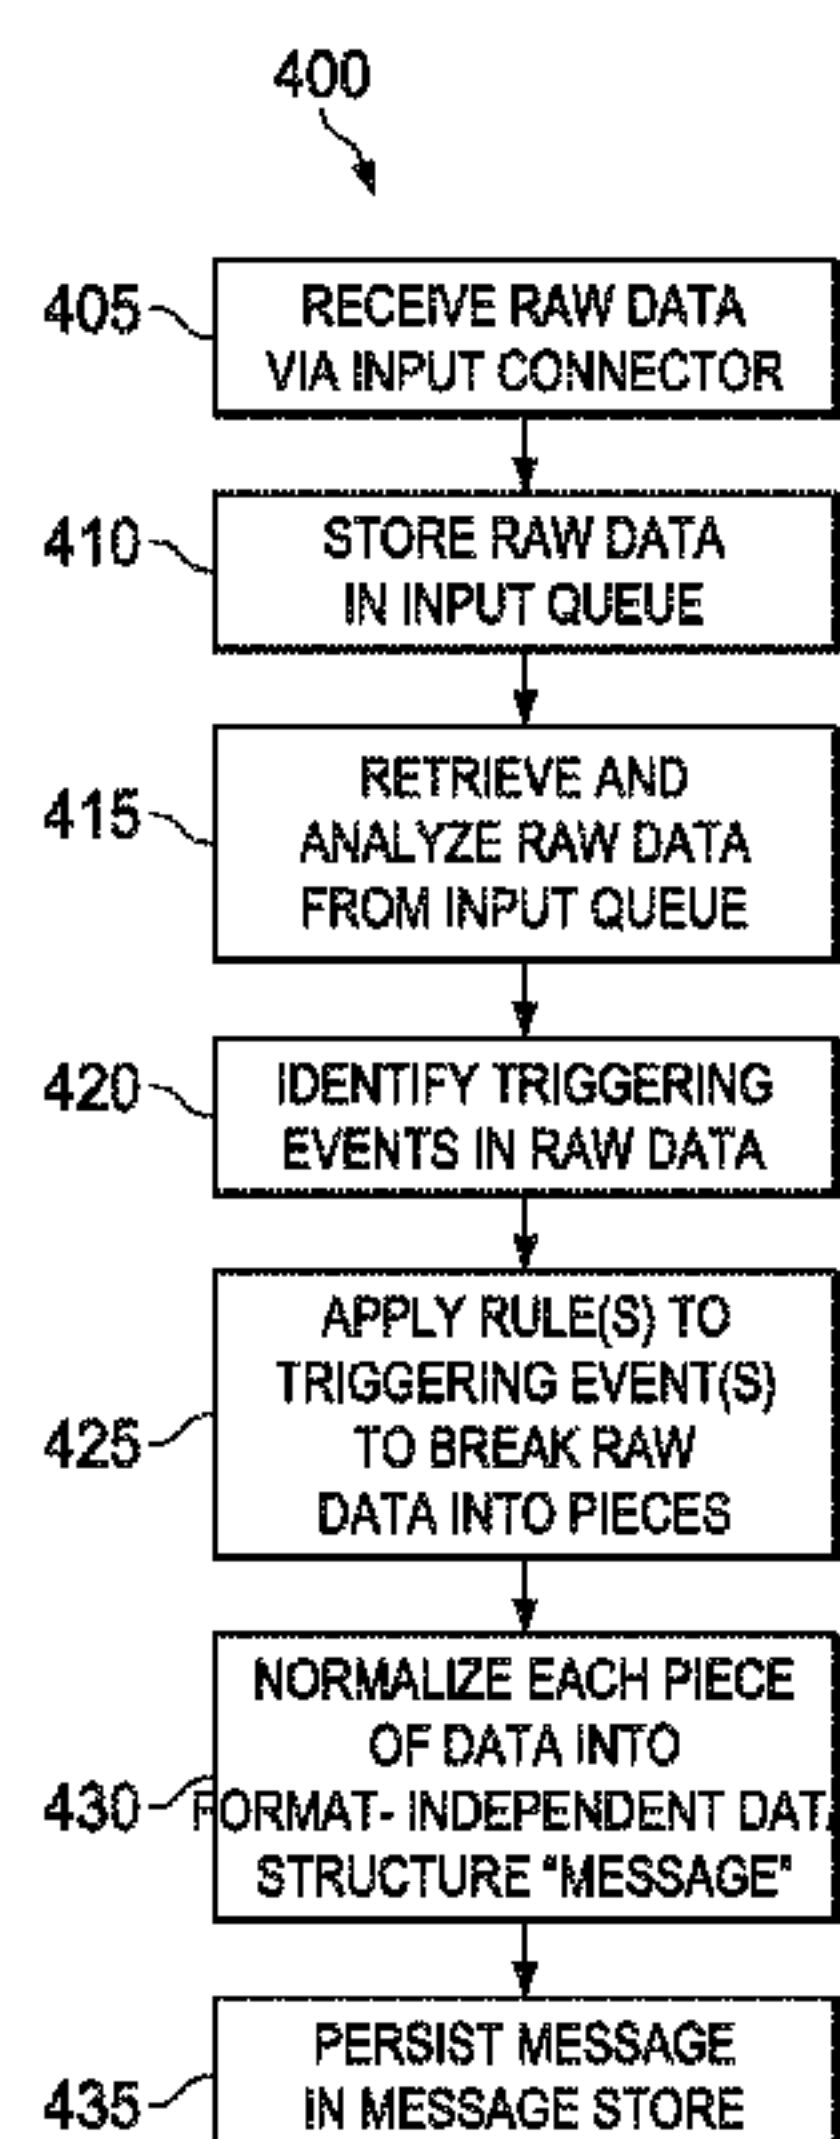 400
405
RECEIVE RAW DATA
VIA INPUT CONNECTOR
410
STORE RAW DATA
IN INPUT QUEUE
415
RETRIEVE AND
ANALYZE RAW DATA
FROM INPUT QUEUE
420
IDENTIFY TRIGGERING
EVENTS IN RAW DATA
425
APPLY RULE(S) TO
TRIGGERING EVENT(S)
TO BREAK RAW
DATA INTO PIECES
430
NORMALIZE EACH PIECE
OF DATA INTO
FORMAT- INDEPENDENT DATA
STRUCTURE "MESSAGE"
435
PERSIST MESSAGE
IN MESSAGE STORE